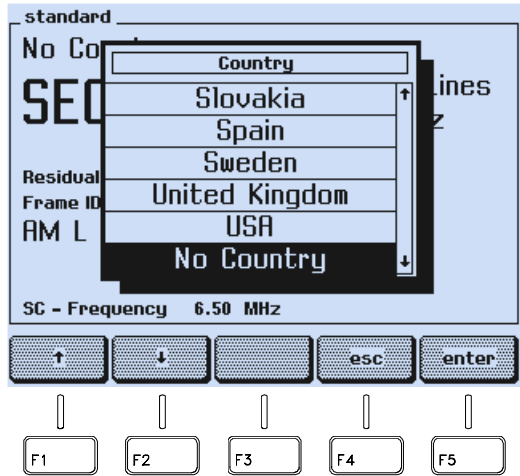 standard
No Co
Country
SEC
ines
z
Slovakia
↑
Spain
Sweden
Residual
United Kingdom
Frame ID
USA
AM L
No Country
↓
SC - Frequency 6.50 MHz
↑ ↓ esc enter
F1 F2 F3 F4 F5